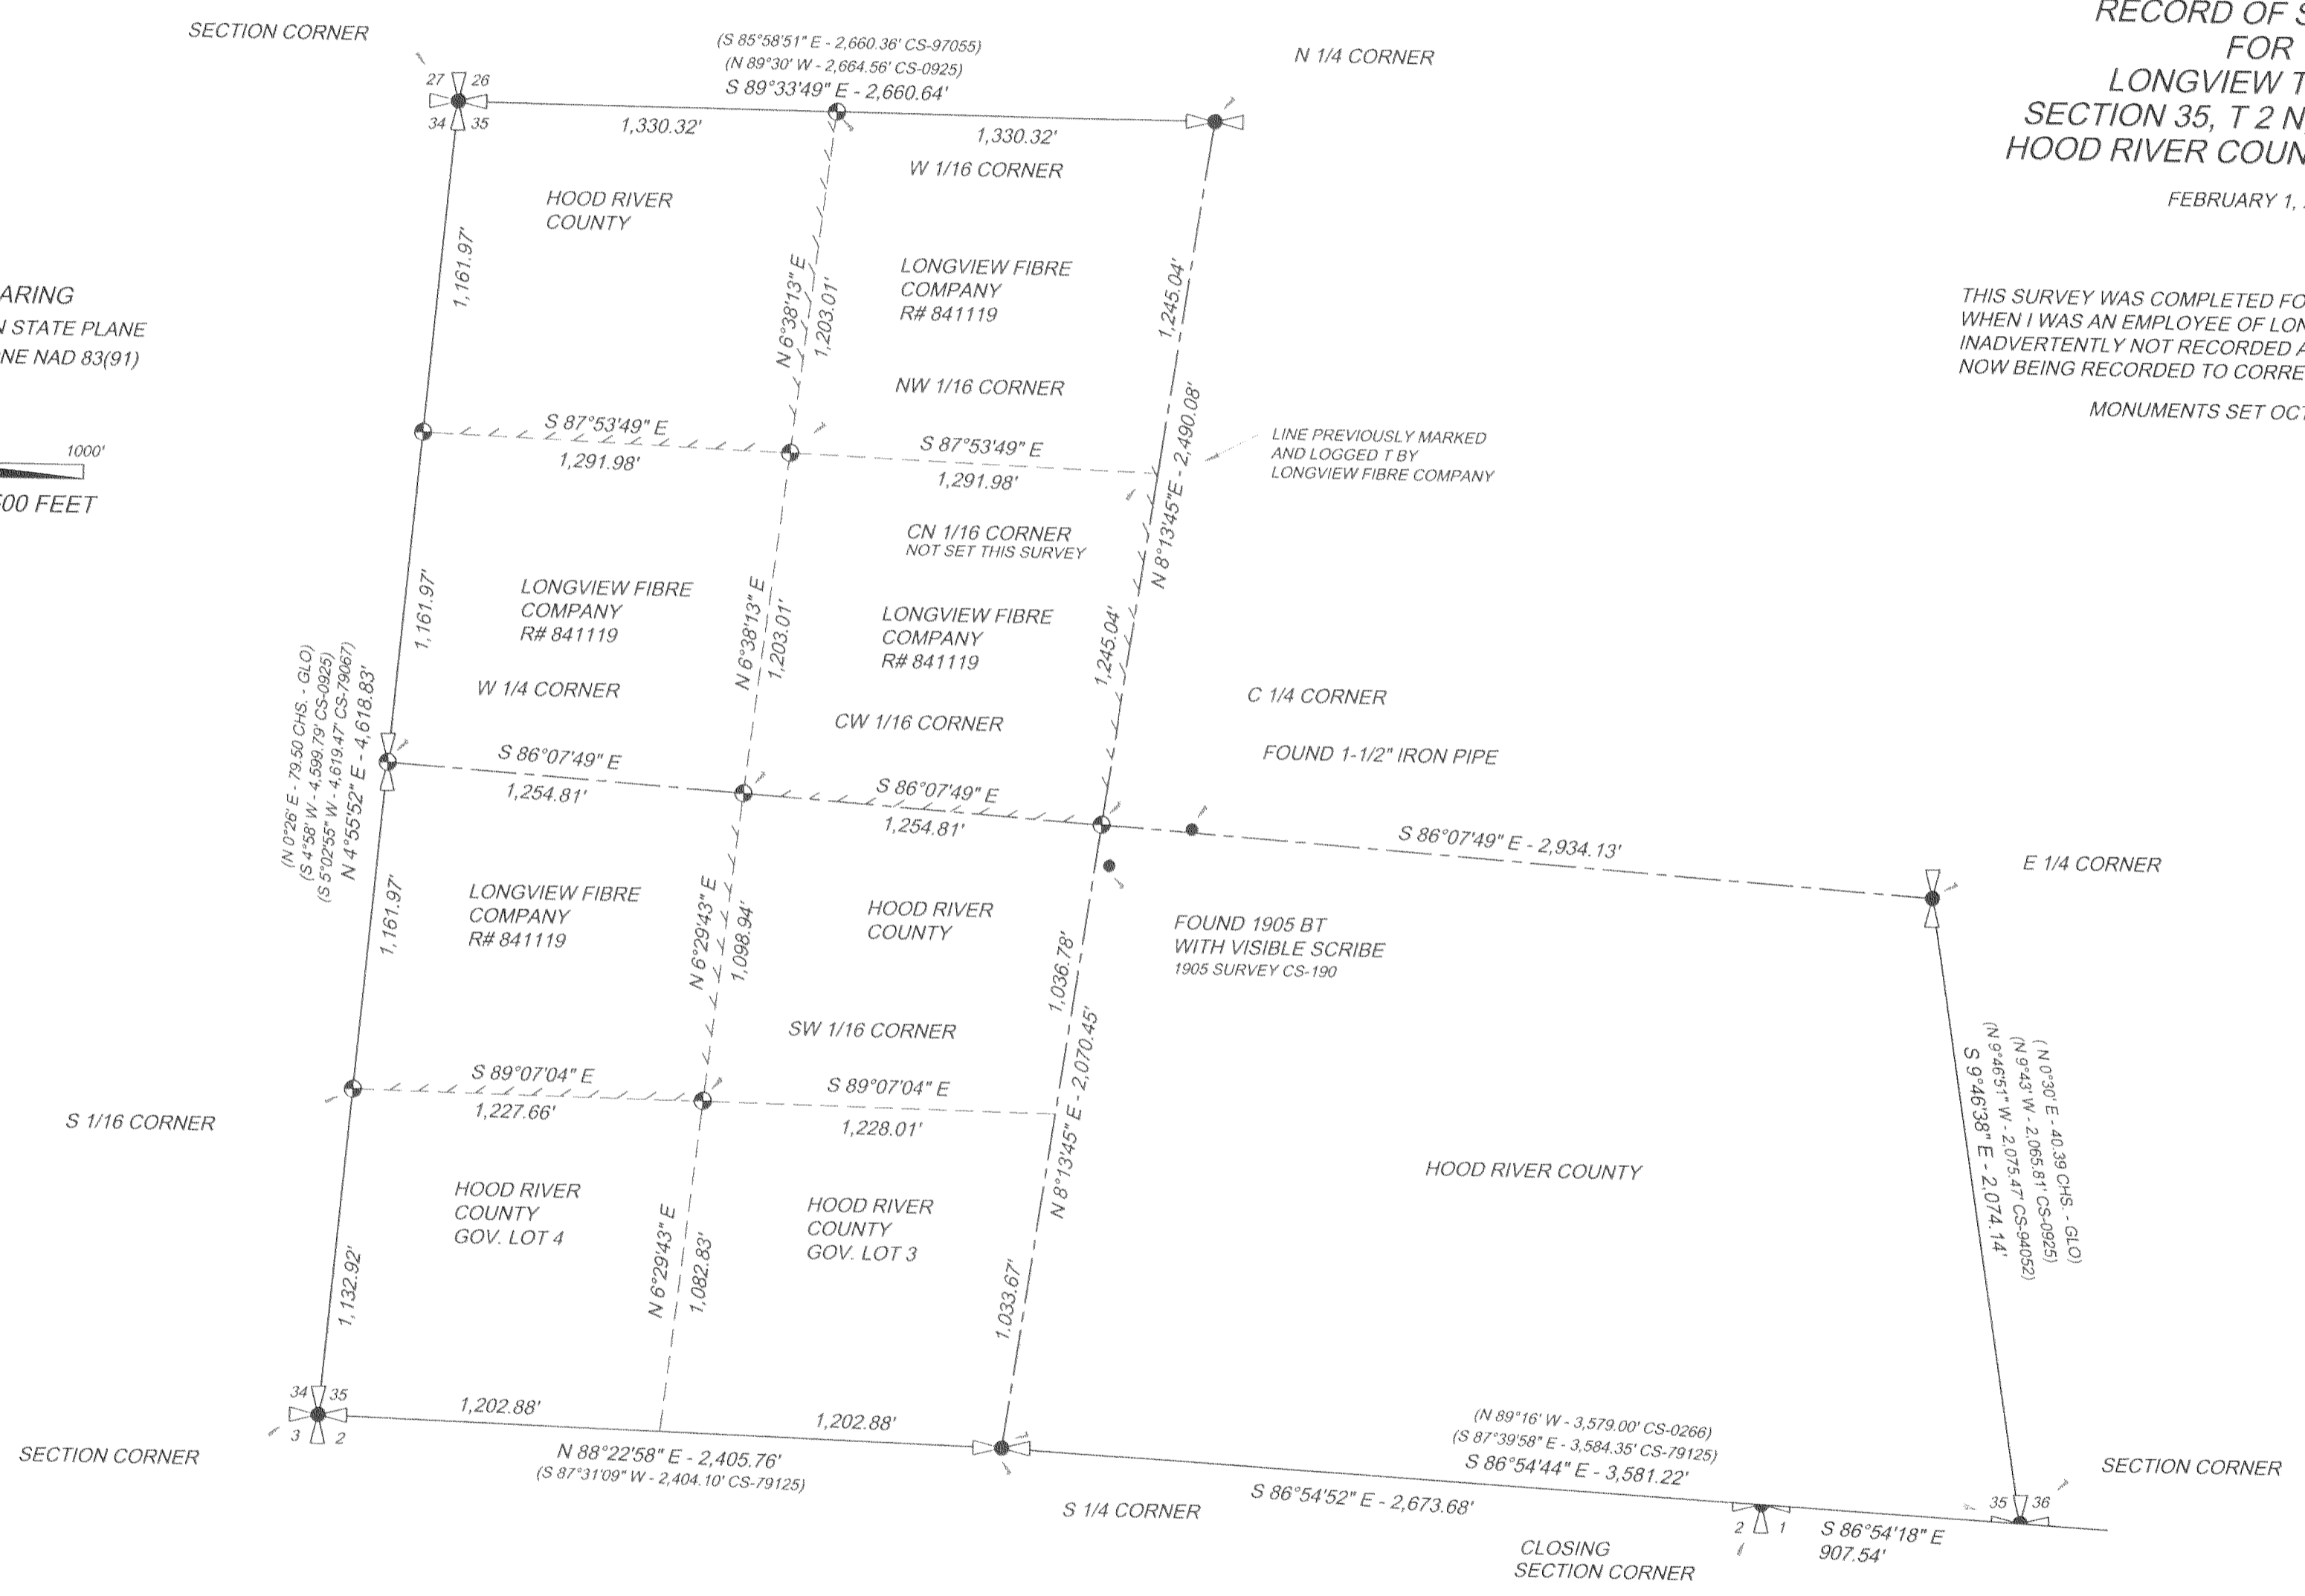 RECORD OF
FOR
LONGVIEW
SECTION 35, T 2 N,
HOOD RIVER
FEBRUARY 1,
THIS SURVEY WAS COMPLETED
WHEN I WAS AN EMPLOYEE OF
INADVERTENTLY NOT RECORDED
NOW BEING RECORDED TO
MONUMENTS SET
SECTION CORNER
27 26
34 35
(S 85°58'51" E - 2,660.36' CS-97055)
(N 89°30' W - 2,664.56' CS-0925)
S 89°33'49" E - 2,660.64'
1,330.32'
1,330.32'
N 1/4 CORNER
W 1/16 CORNER
HOOD RIVER
COUNTY
1,161.97'
N 6°38'13" E
1,203.01'
LONGVIEW FIBRE
COMPANY
R# 841119
1,245.04'
NW 1/16 CORNER
N 8°13'45"E - 2,490.08'
STATE PLANE
NAD 83(91)
1000'
FEET
S 87°53'49" E
1,291.98'
S 87°53'49" E
1,291.98'
LINE PREVIOUSLY MARKED
AND LOGGED T BY
LONGVIEW FIBRE COMPANY
CN 1/16 CORNER
NOT SET THIS SURVEY
1,161.97'
LONGVIEW FIBRE
COMPANY
R# 841119
N 6°38'13" E
1,203.01'
LONGVIEW FIBRE
COMPANY
R# 841119
1,245.04'
(N 0°26' E - 79.50 CHS. - GLO)
(S 4°58' W - 4,599.79' CS-0925)
(S 5°02'55" W - 4,619.47' CS-79067)
N 4°55'52" E - 4,618.83'
W 1/4 CORNER
CW 1/16 CORNER
C 1/4 CORNER
FOUND 1-1/2" IRON PIPE
S 86°07'49" E
1,254.81'
S 86°07'49" E
1,254.81'
S 86°07'49" E - 2,934.13'
E 1/4 CORNER
1,161.97'
LONGVIEW FIBRE
COMPANY
R# 841119
N 6°29'43" E
1,098.94'
HOOD RIVER
COUNTY
1,036.78'
FOUND 1905 BT
WITH VISIBLE SCRIBE
1905 SURVEY CS-190
SW 1/16 CORNER
N 8°13'45" E - 2,070.45'
S 89°07'04" E
1,227.66'
S 89°07'04" E
1,228.01'
S 1/16 CORNER
HOOD RIVER COUNTY
( N 0°30' E - 40.39 CHS. - GLO)
(N 9°43' W - 2,065.81' CS-0925)
(N 9°46'51" W - 2,075.47' CS-94052)
S 9°46'38" E - 2,074.14'
1,132.92'
HOOD RIVER
COUNTY
GOV. LOT 4
N 6°29'43" E
1,082.83'
HOOD RIVER
COUNTY
GOV. LOT 3
1.033.67'
34 35
3 2
SECTION CORNER
1,202.88'
1,202.88'
N 88°22'58" E - 2,405.76'
(S 87°31'09" W - 2,404.10' CS-79125)
S 1/4 CORNER
(N 89°16' W - 3,579.00' CS-0266)
(S 87°39'58" E - 3,584.35' CS-79125)
S 86°54'44" E - 3,581.22'
S 86°54'52" E - 2,673.68'
2 1
CLOSING
SECTION CORNER
S 86°54'18" E
907.54'
35 36
SECTION CORNER